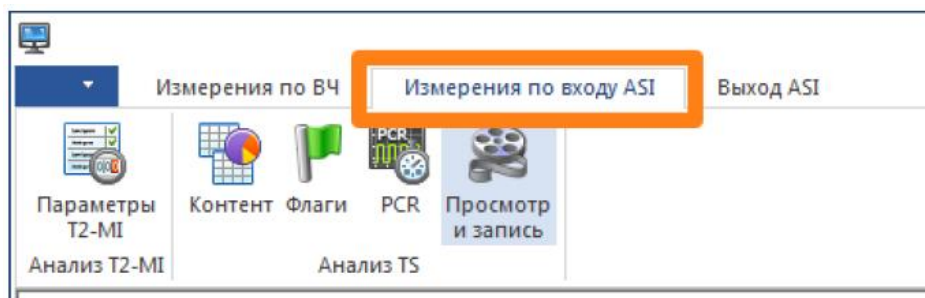 Измерения по ВЧ Измерения по входу ASI Выход ASI
PCR
Параметры Контент Флаги PCR Просмотр
T2-MI и запись
Анализ T2-MI Анализ TS